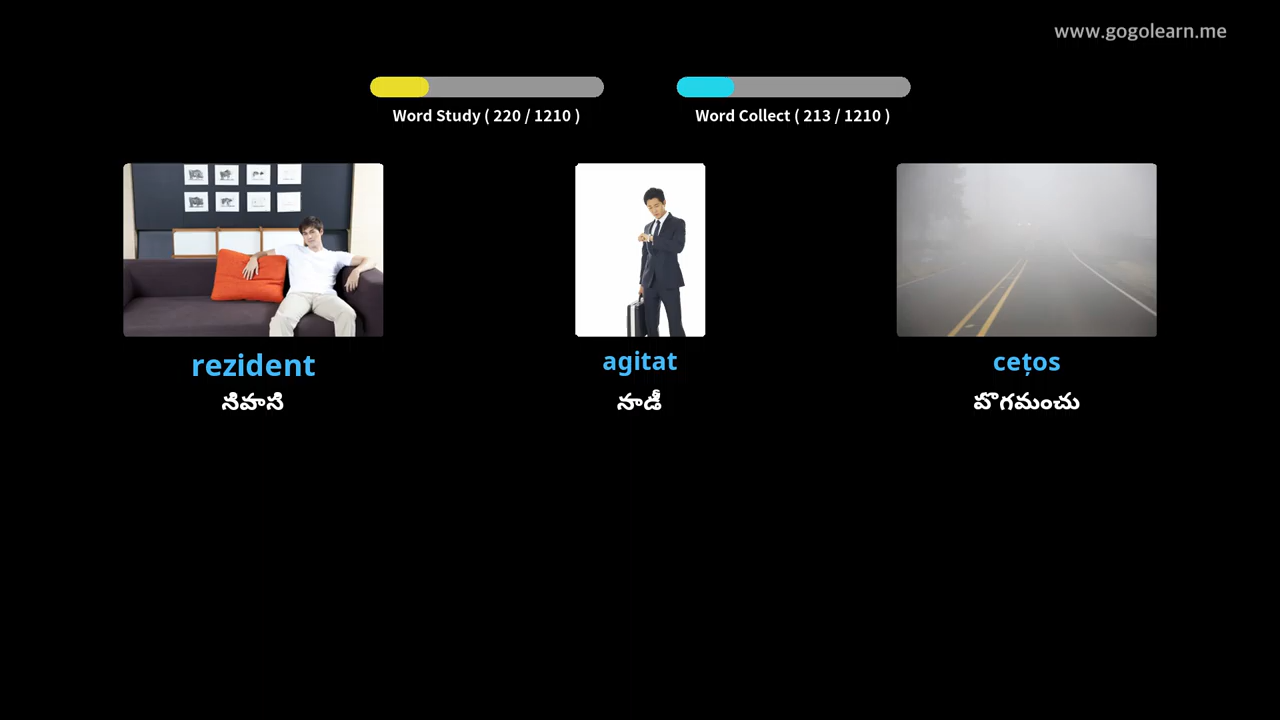 www.gogolearn.me
Word Study ( 220 / 1210 )
Word Collect ( 213 / 1210 )
rezident
నివాసి
agitat
నాడీ
cețos
పొగమంచు